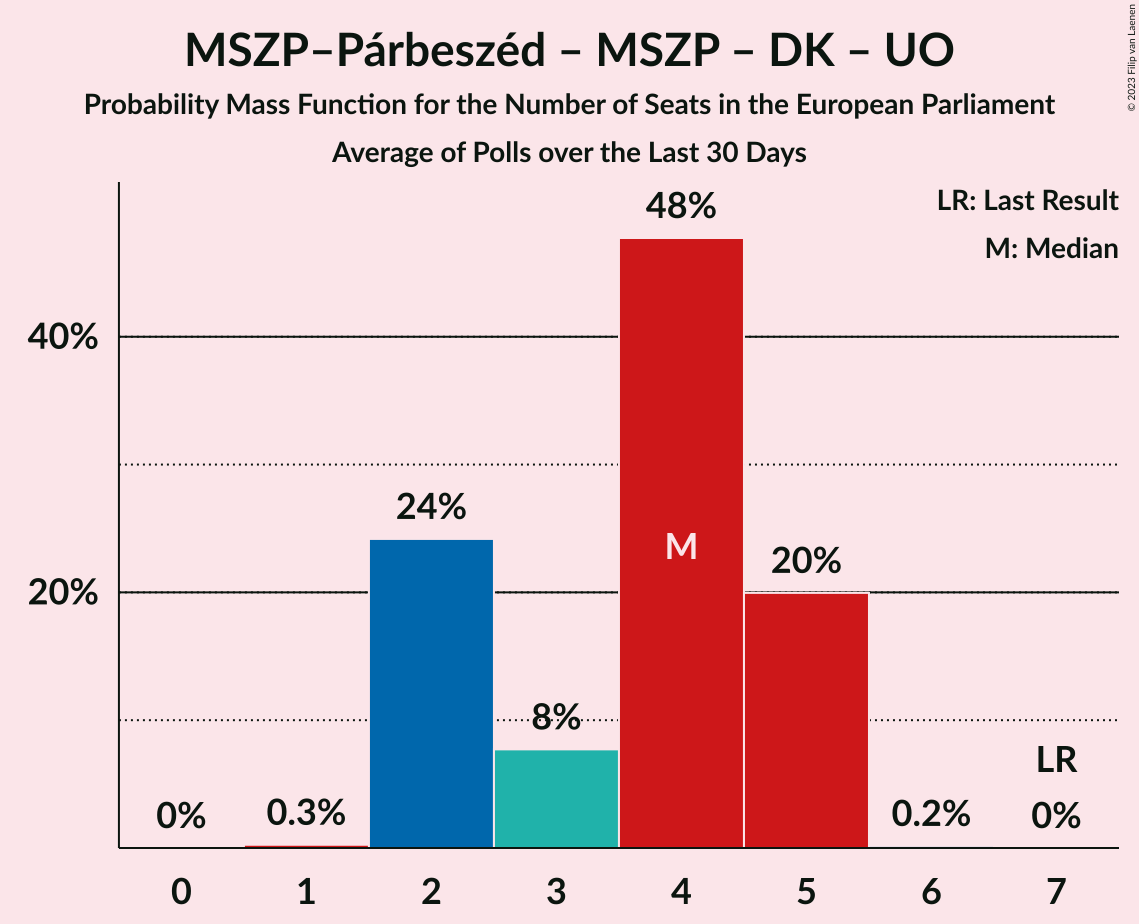 MSZP–Párbeszéd – MSZP – DK – UO
Probability Mass Function for the Number of Seats in the European Parliament
Average of Polls over the Last 30 Days
© 2023 Filip van Laenen
LR: Last Result
M: Median
48%
40%
24%
M
20%
20%
8%
LR
0%
0.3%
0.2%
0%
0 1 2 3 4 5 6 7